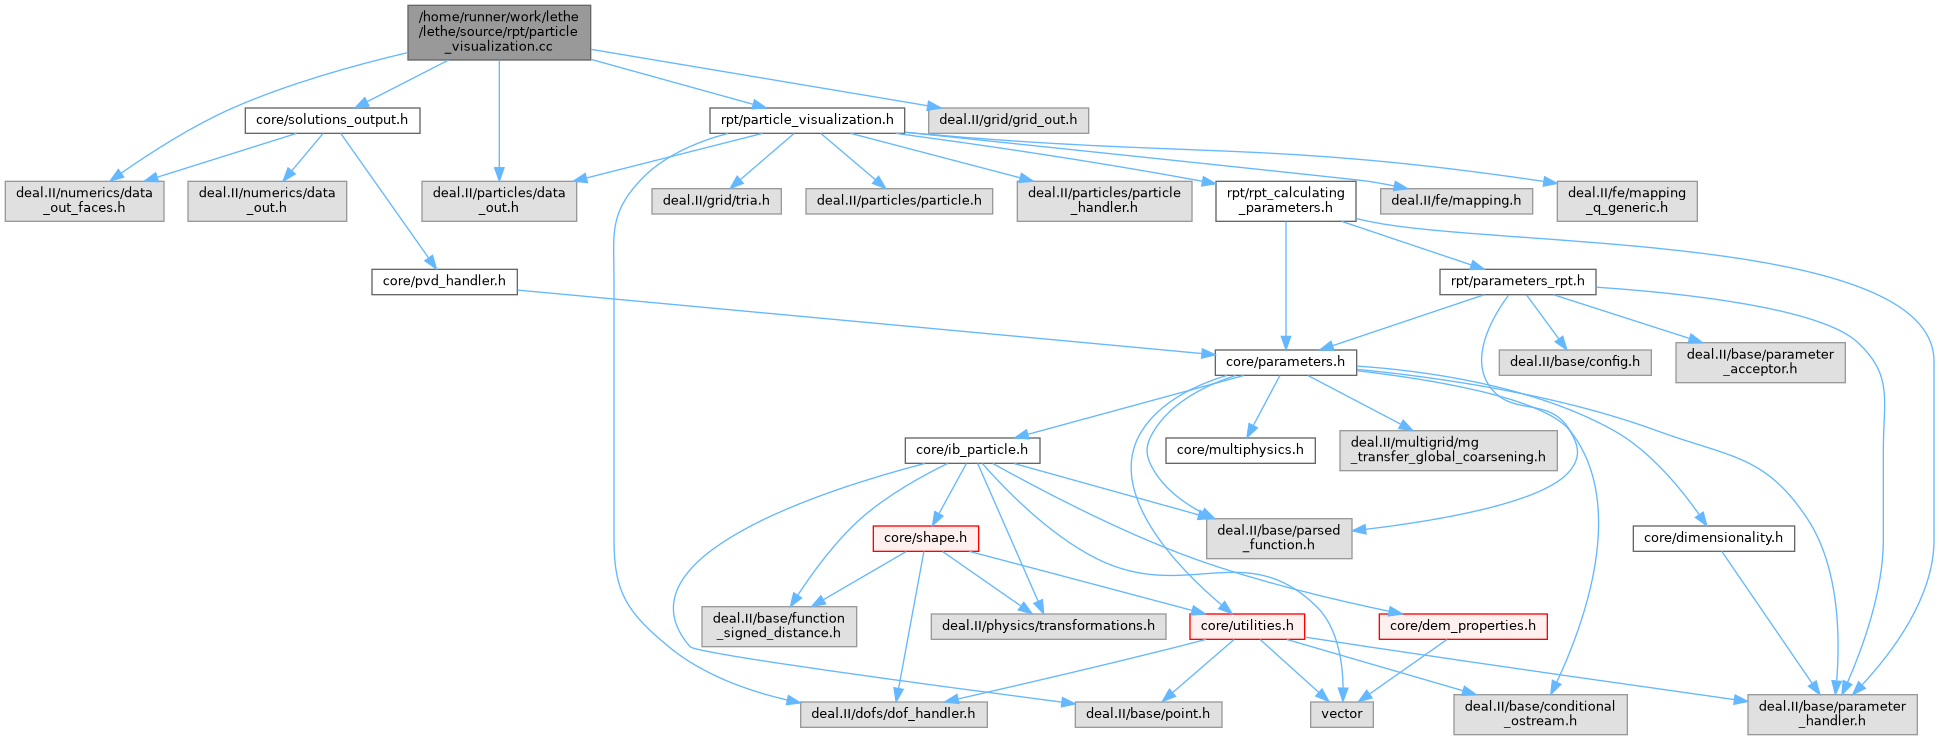 /home/runner/work/lethe
/lethe/source/rpt/particle
_visualization.cc
core/solutions_output.h
rpt/particle_visualization.h
deal.II/grid/grid_out.h
deal.II/numerics/data
_out_faces.h
deal.II/numerics/data
_out.h
deal.II/particles/data
_out.h
deal.II/grid/tria.h
deal.II/particles/particle.h
deal.II/particles/particle
_handler.h
rpt/rpt_calculating
_parameters.h
deal.II/fe/mapping.h
deal.II/fe/mapping
_q_generic.h
core/pvd_handler.h
rpt/parameters_rpt.h
core/parameters.h
deal.II/base/config.h
deal.II/base/parameter
_acceptor.h
core/ib_particle.h
core/multiphysics.h
deal.II/multigrid/mg
_transfer_global_coarsening.h
core/shape.h
deal.II/base/parsed
_function.h
core/dimensionality.h
deal.II/base/function
_signed_distance.h
deal.II/physics/transformations.h
core/utilities.h
core/dem_properties.h
deal.II/dofs/dof_handler.h
deal.II/base/point.h
vector
deal.II/base/conditional
_ostream.h
deal.II/base/parameter
_handler.h